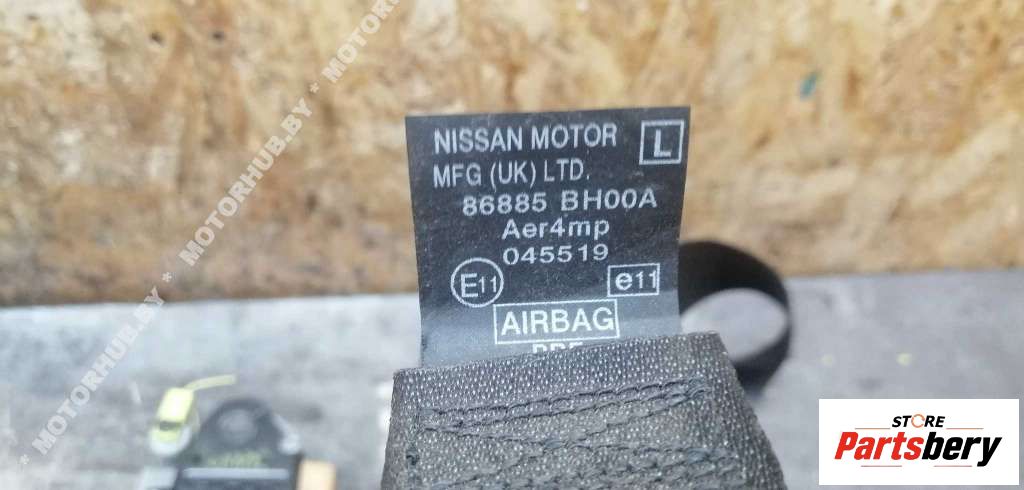 NISSAN MOTOR L
MFG (UK) LTD.
86885 BH00A
Aer4mp
045519
E11 e11
AIRBAG
* MOTORHUB.BY * MOTORHUB.BY * MOTORHUB.BY
STORE
Partsbery